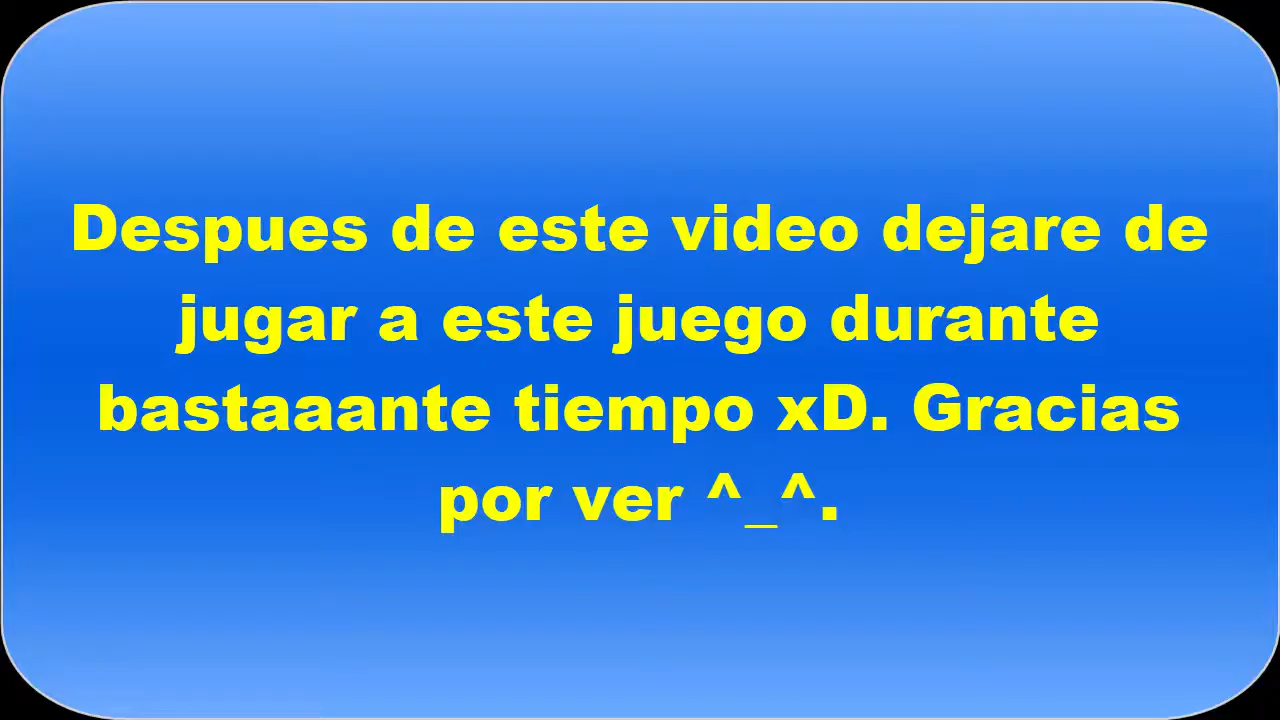 Despues de este video dejare de
jugar a este juego durante
bastaaante tiempo xD. Gracias
por ver ^_^.